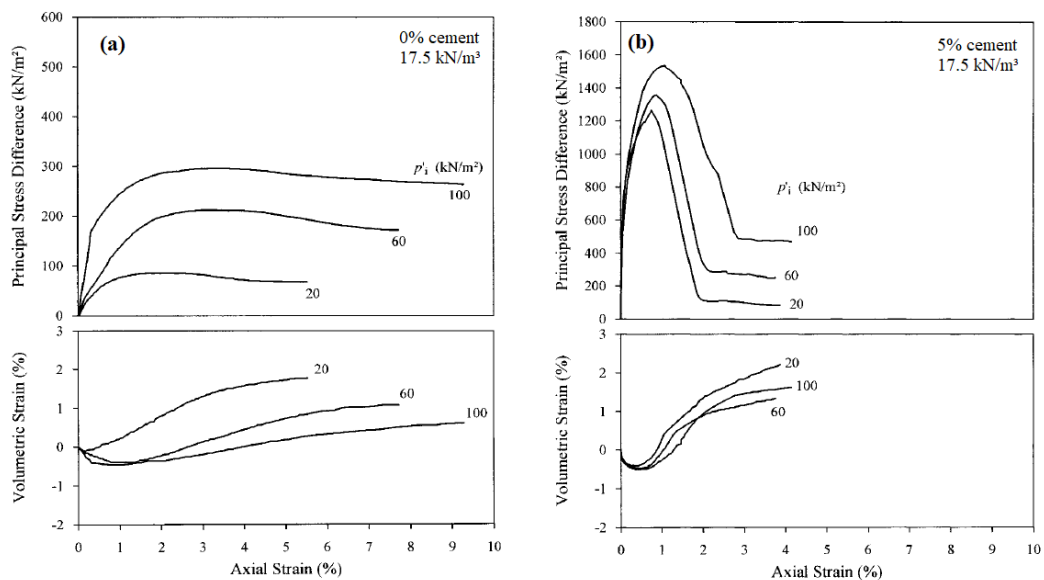 (a)
0% cement
17.5 kN/m³
Principal Stress Difference (kN/m²)
600
500
400
300
200
100
0
p'i (kN/m²)
100
60
20
Volumetric Strain (%)
3
2
1
0
-1
-2
20
60
100
0 1 2 3 4 5 6 7 8 9 10
Axial Strain (%)
(b)
5% cement
17.5 kN/m³
Principal Stress Difference (kN/m²)
1800
1600
1400
1200
1000
800
600
400
200
0
p'i (kN/m²)
100
60
20
Volumetric Strain (%)
3
2
1
0
-1
-2
20
100
60
0 1 2 3 4 5 6 7 8 9 10
Axial Strain (%)